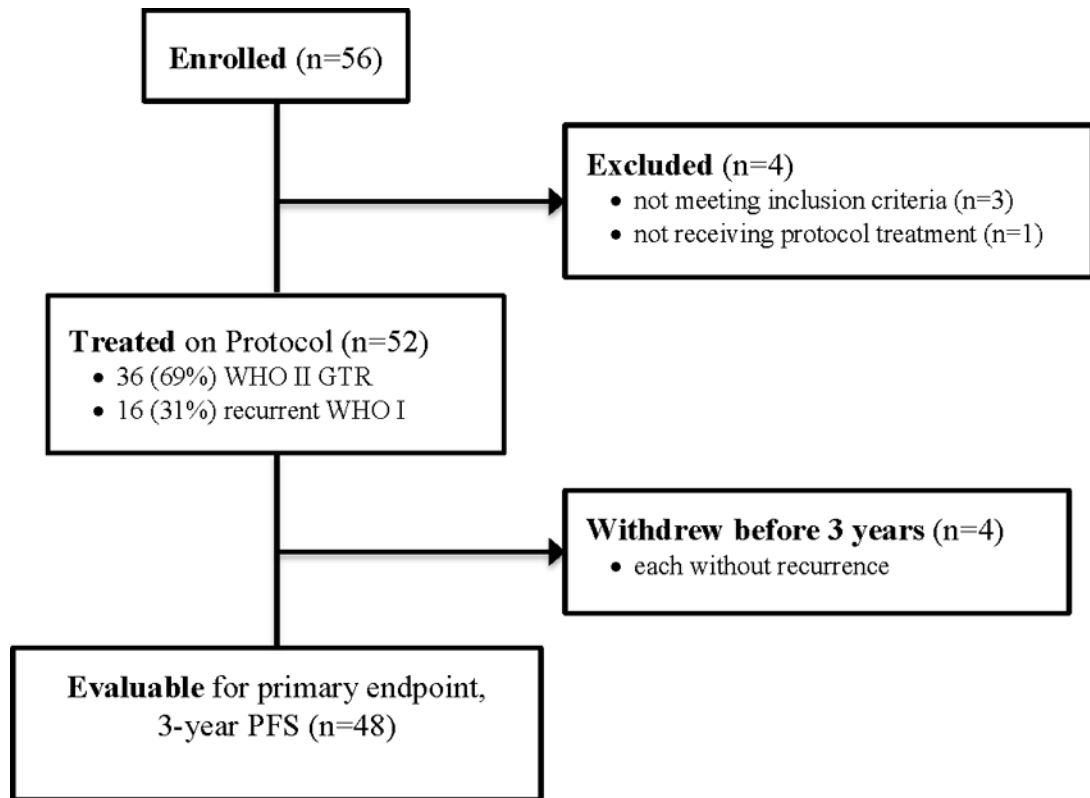 Enrolled (n=56)
Excluded (n=4)
• not meeting inclusion criteria (n=3)
• not receiving protocol treatment (n=1)
Treated on Protocol (n=52)
• 36 (69%) WHO II GTR
• 16 (31%) recurrent WHO I
Withdrew before 3 years (n=4)
• each without recurrence
Evaluable for primary endpoint,
3-year PFS (n=48)